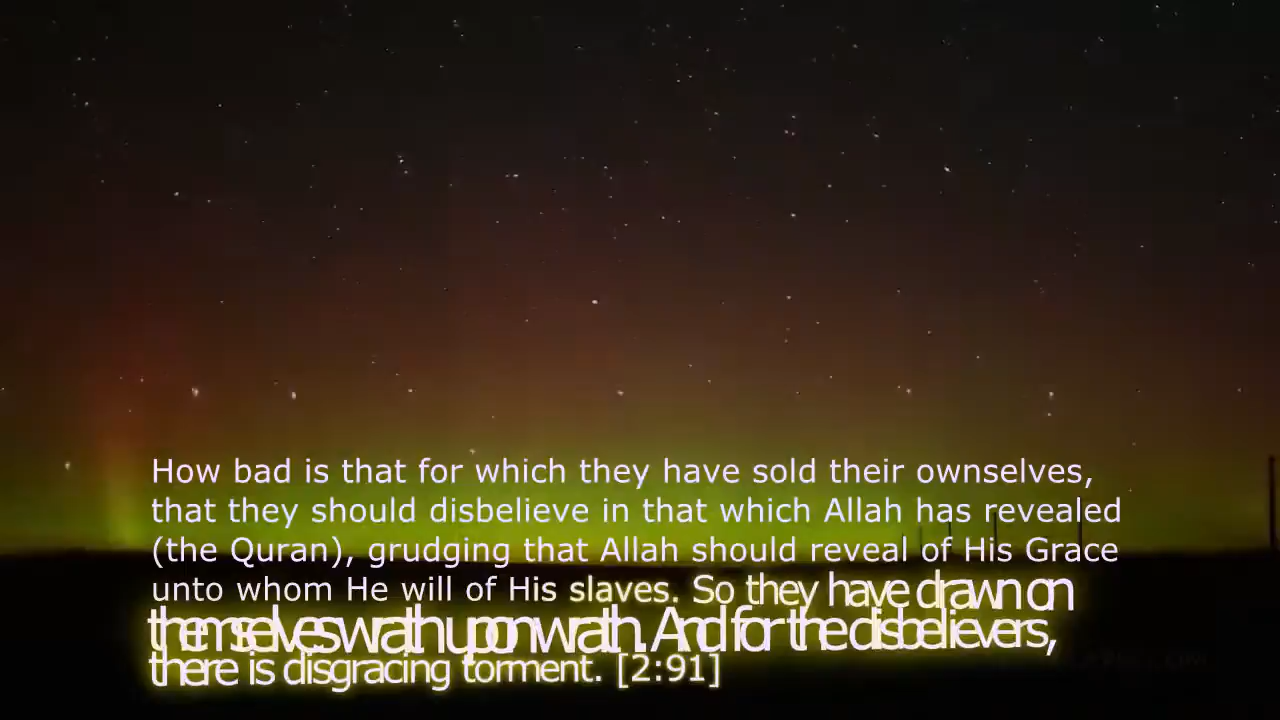 How bad is that for which they have sold their ownselves,
that they should disbelieve in that which Allah has revealed
(the Quran), grudging that Allah should reveal of His Grace
unto whom He will of His slaves. So they have drawn on
themselves wrath upon wrath. And for the disbelievers,
there is disgracing torment. [2:91]